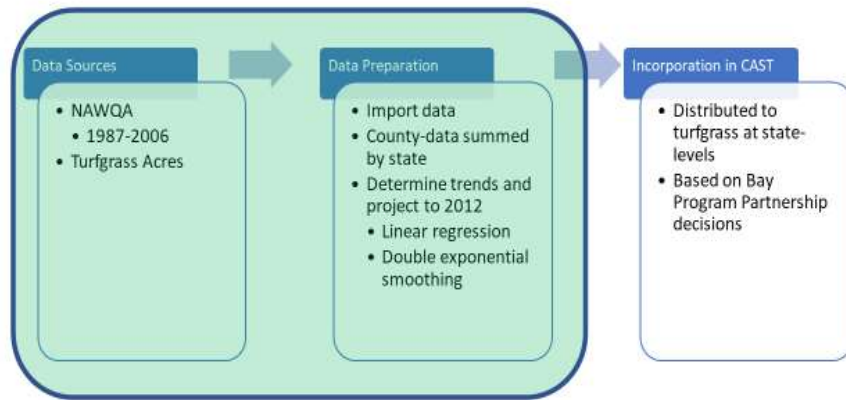 Data Sources
• NAWQA
• 1987-2006
• Turfgrass Acres
Data Preparation
• Import data
• County-data summed
by state
• Determine trends and
project to 2012
• Linear regression
• Double exponential
smoothing
Incorporation in CAST
• Distributed to
turfgrass at state-
levels
• Based on Bay
Program Partnership
decisions